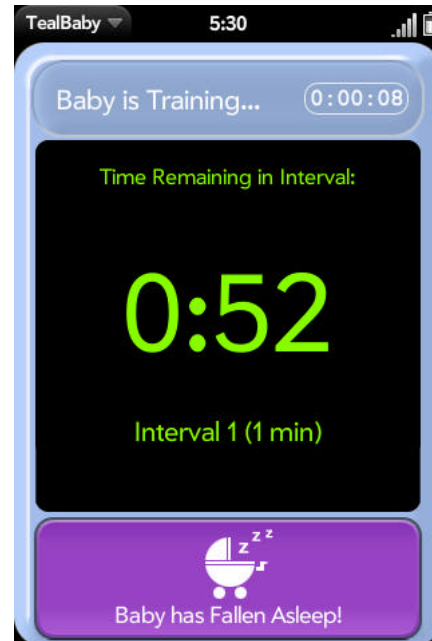 TealBaby 5:30
Baby is Training... 0:00:08
Time Remaining in Interval:
0:52
Interval 1 (1 min)
z z z
Baby has Fallen Asleep!